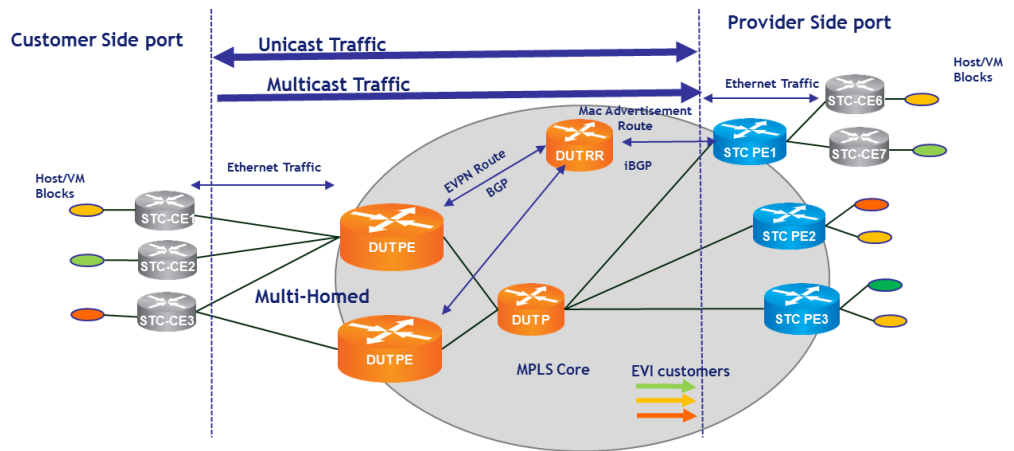 Customer Side port
Provider Side port
Unicast Traffic
Multicast Traffic
Ethernet Traffic
Host/VM
Blocks
Mac Advertisement
Route
iBGP
DUTRR
STC PE1
STC-CE6
STC-CE7
EVPN Route
BGP
Ethernet Traffic
Host/VM
Blocks
STC-CE1
STC-CE2
STC-CE3
DUTPE
Multi-Homed
DUTPE
DUTP
STC PE2
STC PE3
MPLS Core
EVI customers